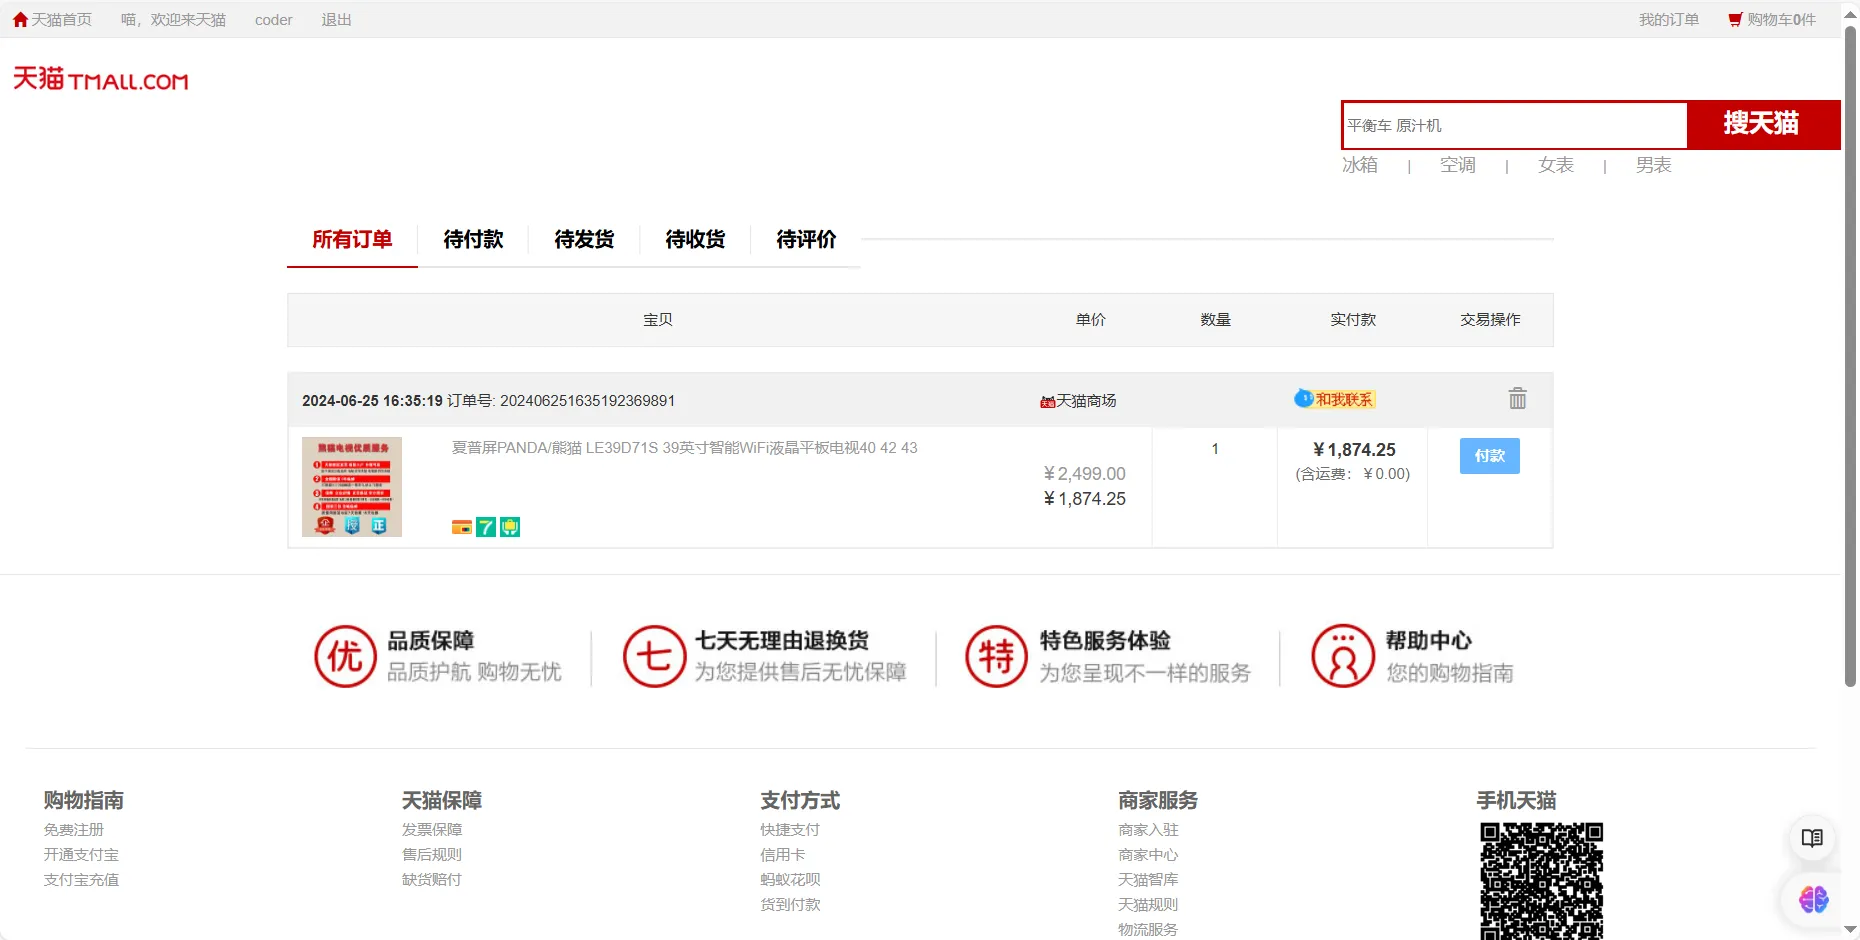 天猫首页 喵，欢迎来天猫 coder 退出 我的订单 购物车0件
天猫 TMALL.COM
平衡车 原汁机 搜天猫
冰箱 | 空调 | 女表 | 男表
所有订单 待付款 待发货 待收货 待评价
宝贝 单价 数量 实付款 交易操作
2024-06-25 16:35:19 订单号: 202406251635192369891 天猫商场 和我联系
熊猫电视优质服务
夏普屏PANDA/熊猫 LE39D71S 39英寸智能WiFi液晶平板电视40 42 43
¥2,499.00
¥1,874.25
1
¥1,874.25
(含运费：¥0.00)
付款
7
优 品质保障
品质护航 购物无忧
七 七天无理由退换货
为您提供售后无忧保障
特 特色服务体验
为您呈现不一样的服务
帮助中心
您的购物指南
购物指南
免费注册
开通支付宝
支付宝充值
天猫保障
发票保障
售后规则
缺货赔付
支付方式
快捷支付
信用卡
蚂蚁花呗
货到付款
商家服务
商家入驻
商家中心
天猫智库
天猫规则
物流服务
手机天猫